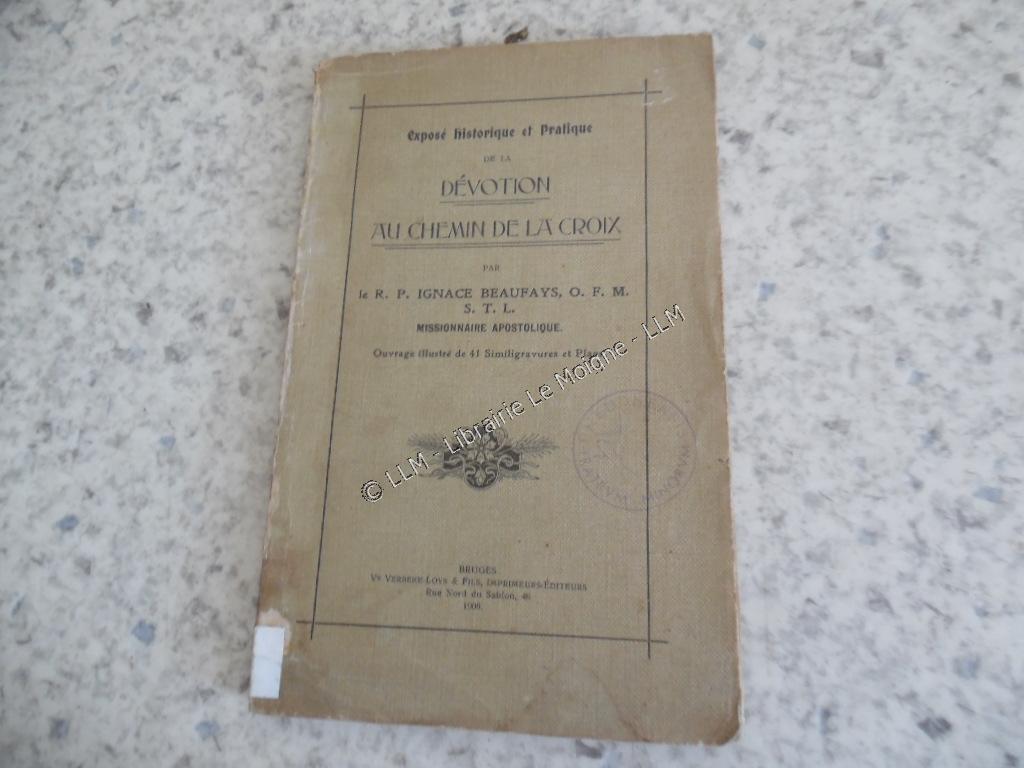 Exposé historique et Pratique
DE LA
DÉVOTION
AU CHEMIN DE LA CROIX
PAR
le R. P. IGNACE BEAUFAYS, O. F. M.
S. T. L.
MISSIONNAIRE APOSTOLIQUE.
Ouvrage illustré de 41 Similigravures et
© LLM - Librairie Le Moigne - LLM
MINORVM
BRUGES
Vᵉ VERBEKE-LOYS & FILS, IMPRIMEURS-ÉDITEURS
Rue Nord du Sablon, 46